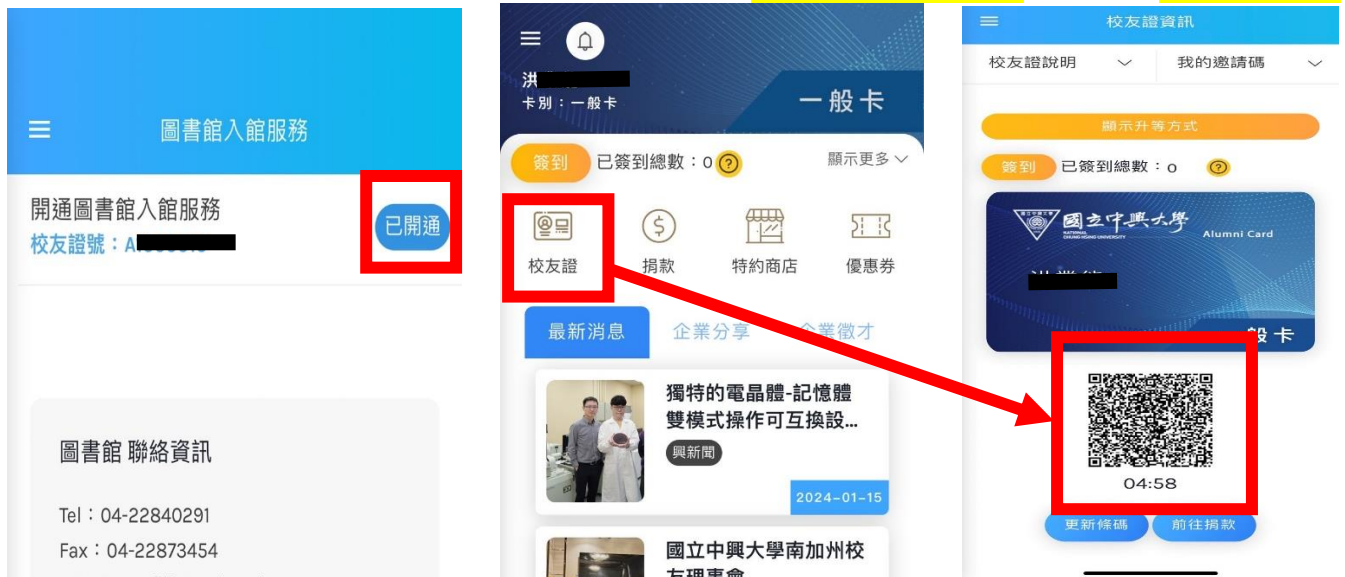 圖書館入館服務
開通圖書館入館服務
已開通
校友證號：A
圖書館 聯絡資訊
Tel：04-22840291
Fax：04-22873454
洪
卡別：一般卡
一般卡
簽到
已簽到總數：0
?
顯示更多
校友證
捐款
特約商店
優惠券
最新消息
企業分享
企業徵才
獨特的電晶體-記憶體
雙模式操作可互換設...
興新聞
2024-01-15
國立中興大學南加州校
友理事會
校友證資訊
校友證說明
我的邀請碼
顯示升等方式
簽到
已簽到總數：0
?
國立中興大學
NATIONAL CHUNG HSING UNIVERSITY
Alumni Card
般卡
04:58
更新條碼
前往捐款